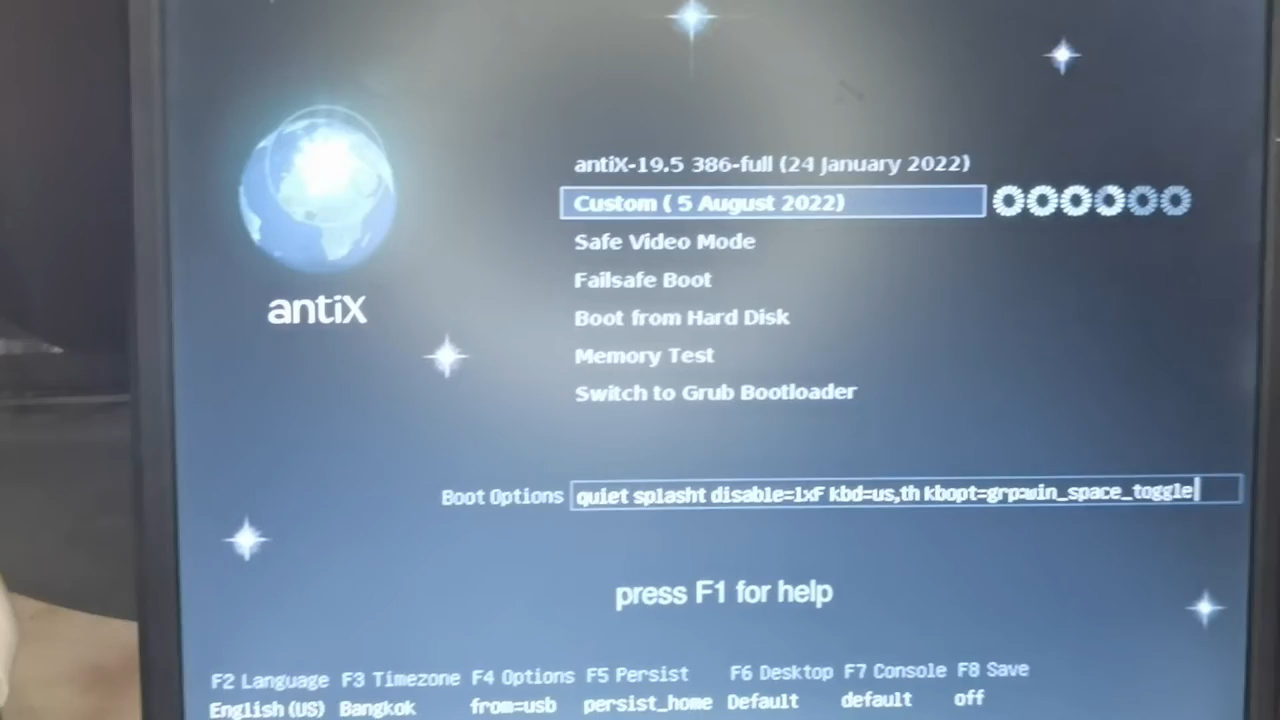 antiX-19.5 386-full (24 January 2022)
Custom ( 5 August 2022)
Safe Video Mode
Failsafe Boot
antiX
Boot from Hard Disk
Memory Test
Switch to Grub Bootloader
Boot Options quiet splasht disable=lxF kbd=us,th kbopt=grp:win_space_toggle
press F1 for help
F2 Language F3 Timezone F4 Options F5 Persist F6 Desktop F7 Console F8 Save
English (US) Bangkok from=usb persist_home Default default off